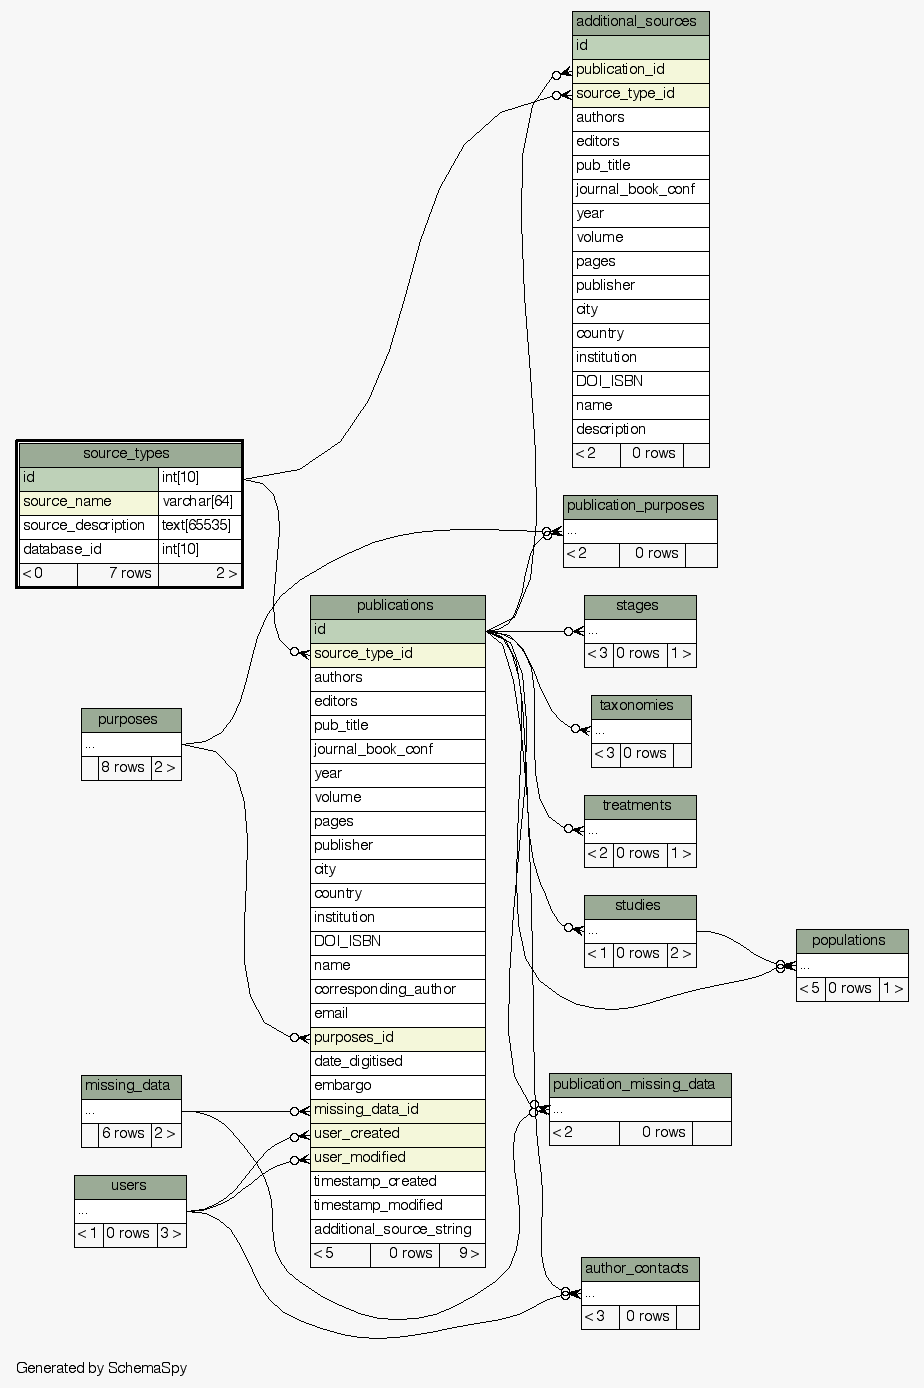 additional_sources
id
publication_id
source_type_id
authors
editors
pub_title
journal_book_conf
year
volume
pages
publisher
city
country
institution
DOI_ISBN
name
description
< 2 0 rows
source_types
id int[10]
source_name varchar[64]
source_description text[65535]
database_id int[10]
< 0 7 rows 2 >
publication_purposes
...
< 2 0 rows
publications
id
source_type_id
authors
editors
pub_title
journal_book_conf
year
volume
pages
publisher
city
country
institution
DOI_ISBN
name
corresponding_author
email
purposes_id
date_digitised
embargo
missing_data_id
user_created
user_modified
timestamp_created
timestamp_modified
additional_source_string
< 5 0 rows 9 >
stages
...
< 3 0 rows 1 >
taxonomies
...
< 3 0 rows
purposes
...
8 rows 2 >
treatments
...
< 2 0 rows 1 >
studies
...
< 1 0 rows 2 >
populations
...
< 5 0 rows 1 >
missing_data
...
6 rows 2 >
publication_missing_data
...
< 2 0 rows
users
...
< 1 0 rows 3 >
author_contacts
...
< 3 0 rows
Generated by SchemaSpy